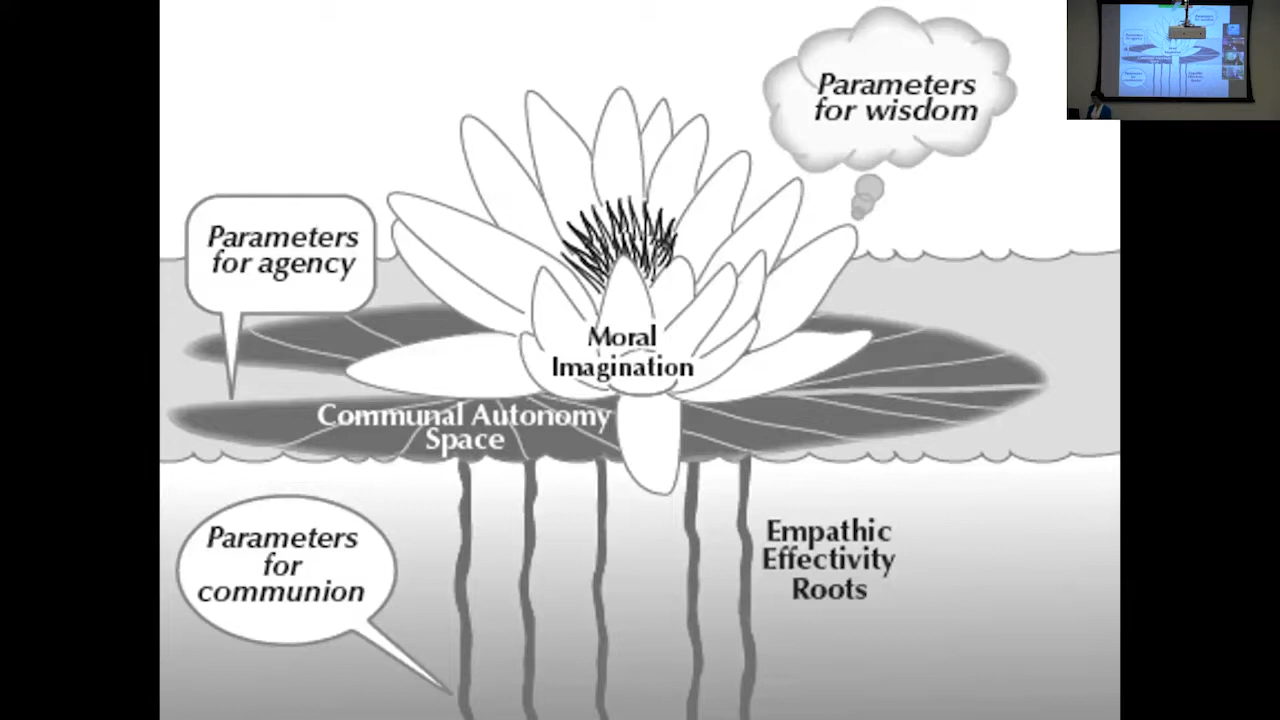 Parameters
for wisdom
Parameters
for agency
Moral
Imagination
Communal Autonomy
Space
Parameters
for
communion
Empathic
Effectivity
Roots